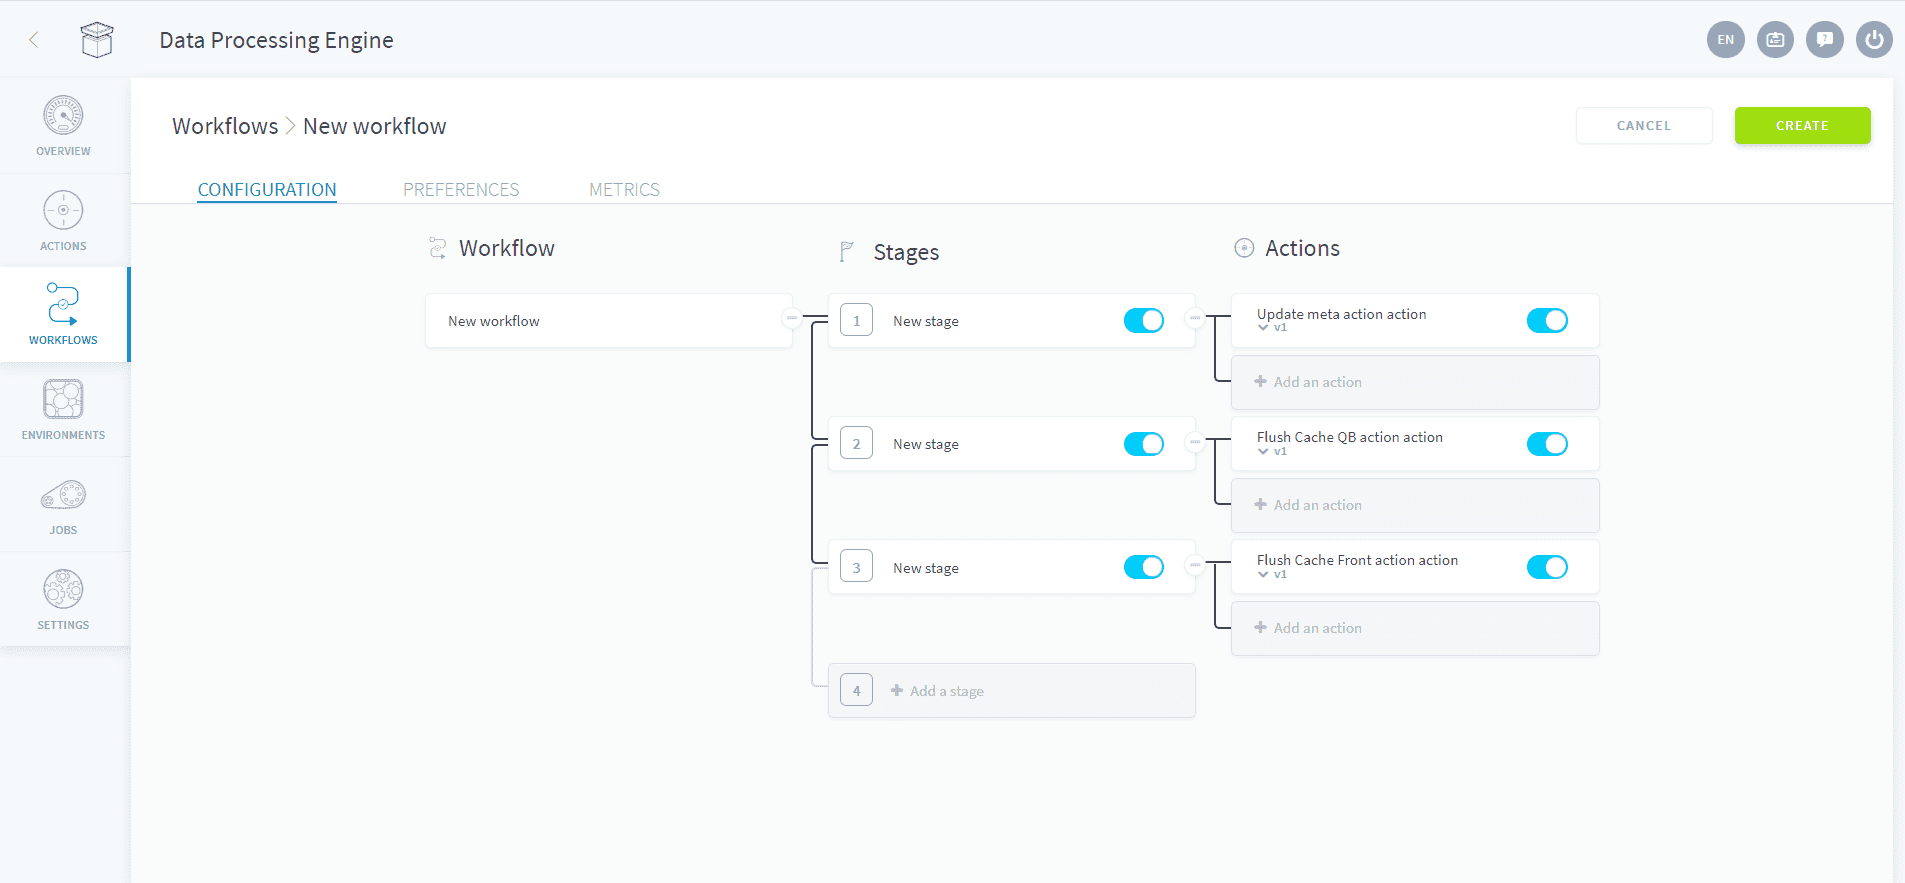 Data Processing Engine
EN
?
OVERVIEW
ACTIONS
WORKFLOWS
ENVIRONMENTS
JOBS
SETTINGS
Workflows > New workflow
CANCEL
CREATE
CONFIGURATION
PREFERENCES
METRICS
Workflow
Stages
Actions
New workflow
1 New stage
Update meta action action
v1
+ Add an action
2 New stage
Flush Cache QB action action
v1
+ Add an action
3 New stage
Flush Cache Front action action
v1
+ Add an action
4 + Add a stage